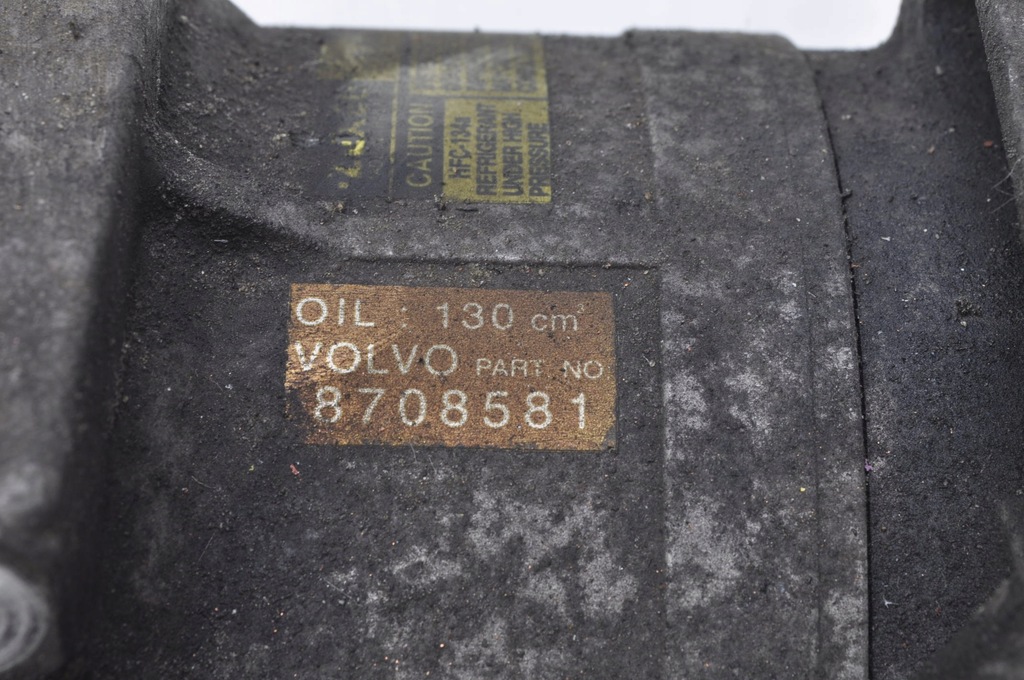 CAUTION
HFC-134a
REFRIGERANT
UNDER HIGH
PRESSURE
OIL : 130 cm³
VOLVO PART. NO
8708581